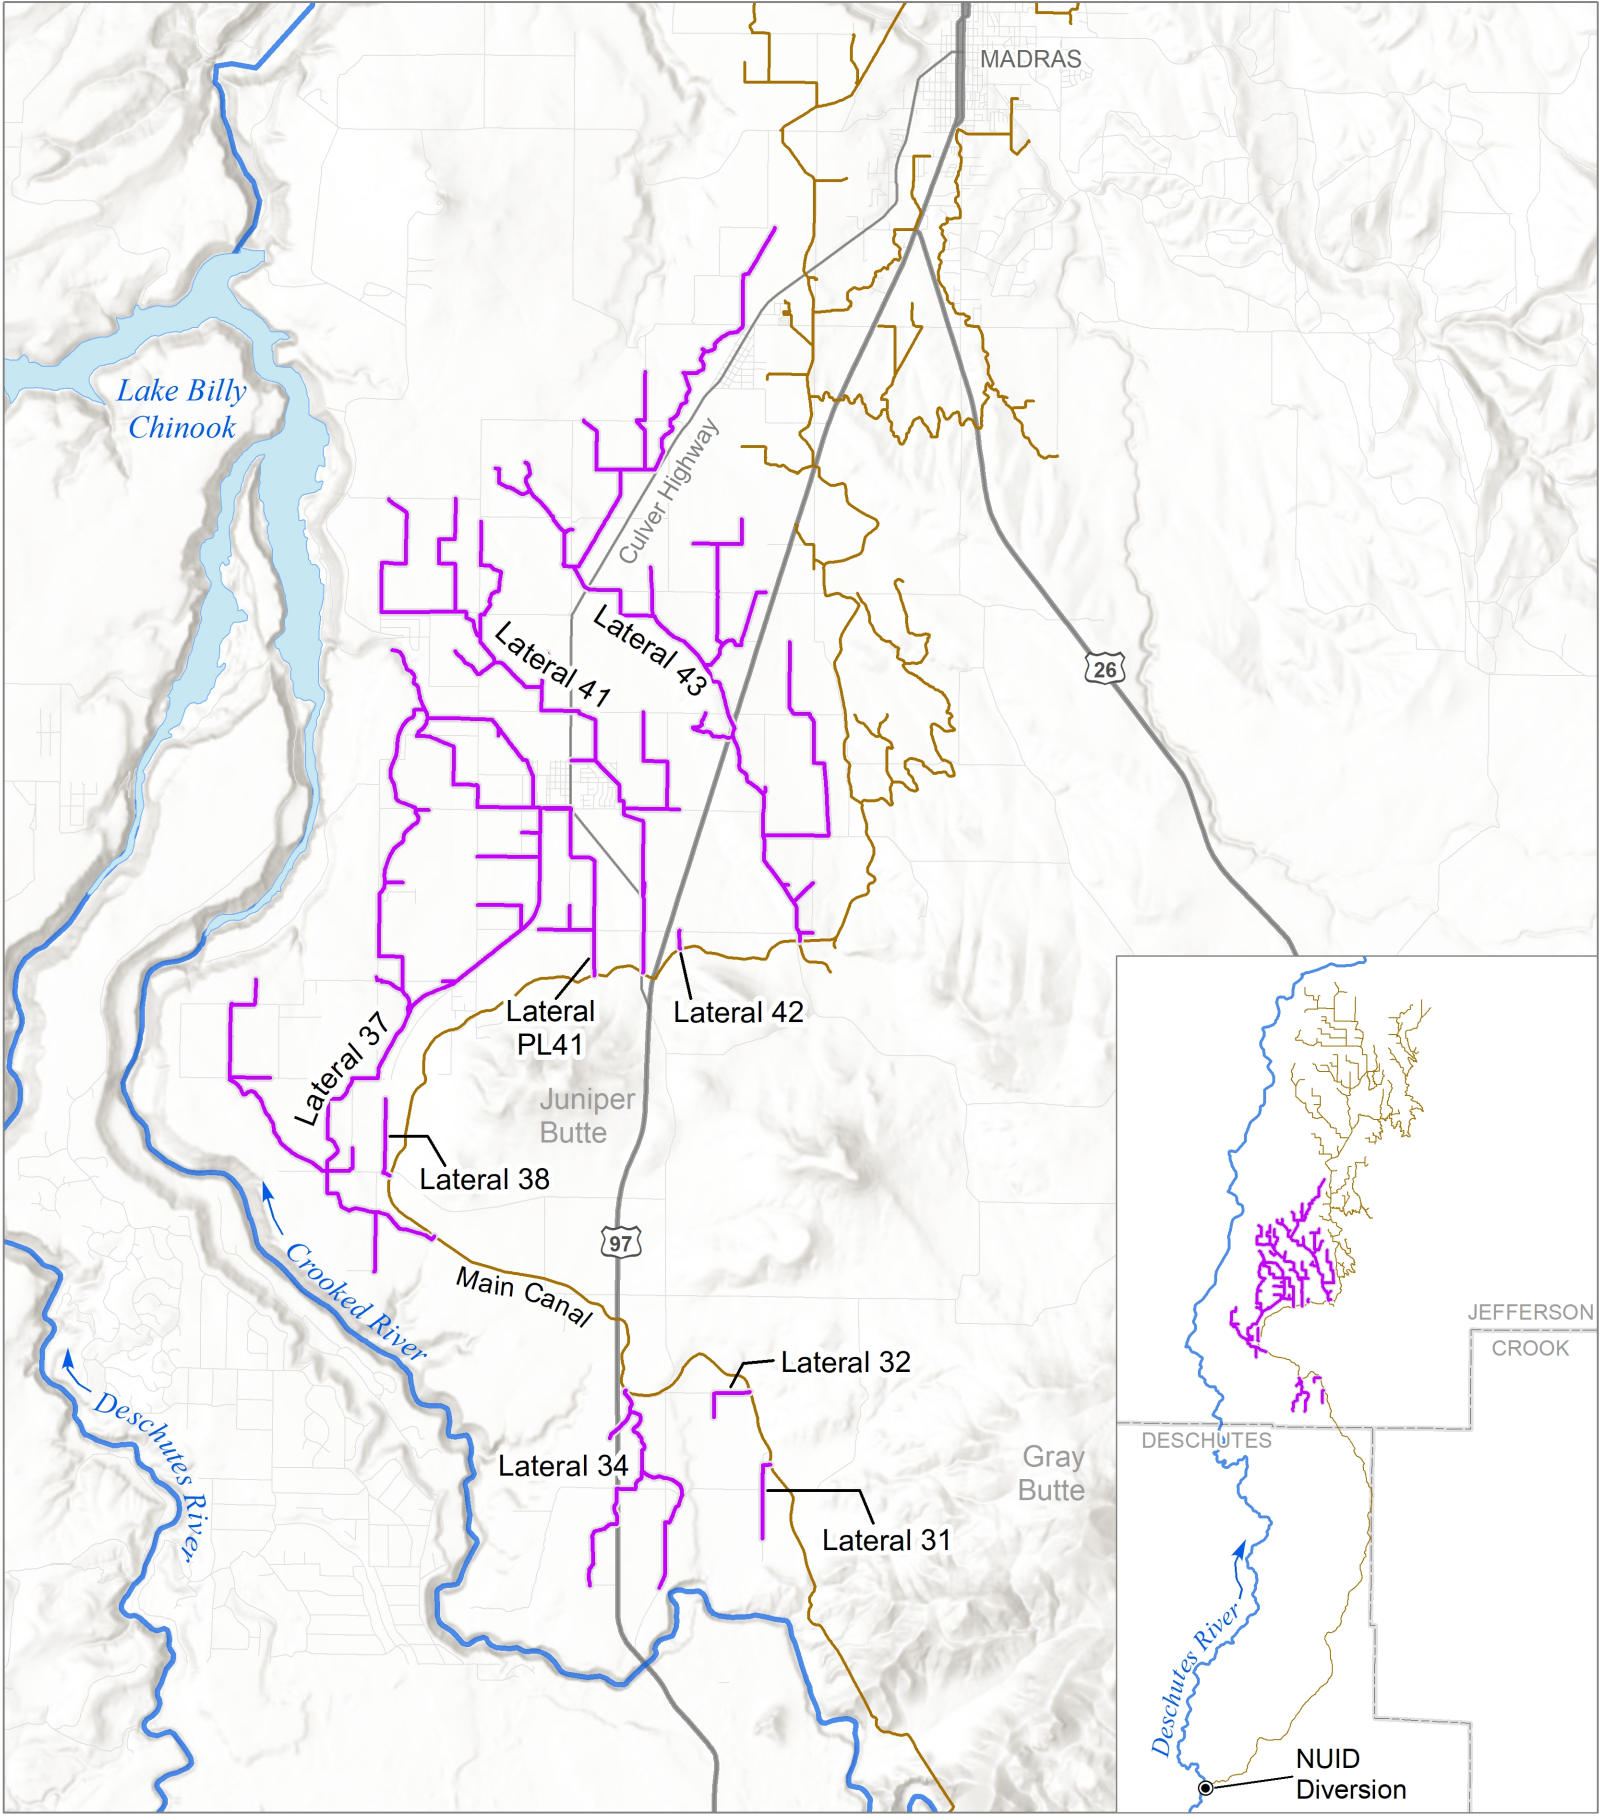 MADRAS
Lake Billy
Chinook
Culver Highway
Lateral 43
Lateral 41
26
Lateral
PL41
Lateral 42
Lateral 37
Juniper
Butte
Lateral 38
97
Crooked River
Main Canal
Lateral 32
Deschutes River
Lateral 34
Gray
Butte
Lateral 31
JEFFERSON
CROOK
DESCHUTES
Deschutes River
NUID
Diversion